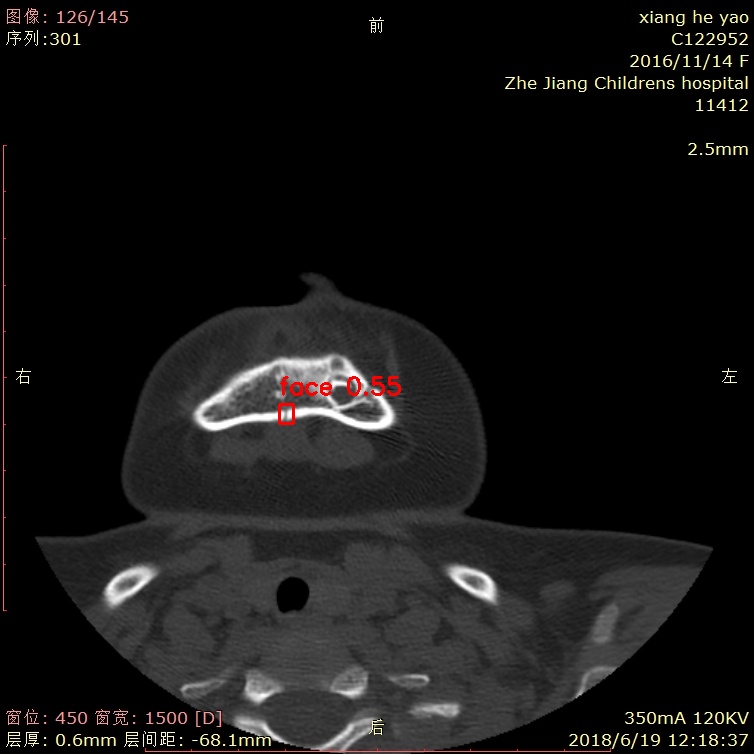 图像: 126/145
序列:301
前
xiang he yao
C122952
2016/11/14 F
Zhe Jiang Childrens hospital
11412
2.5mm
右
foce 0.55
左
窗位: 450 窗宽: 1500 [D]
层厚: 0.6mm 层间距: -68.1mm
后
350mA 120KV
2018/6/19 12:18:37